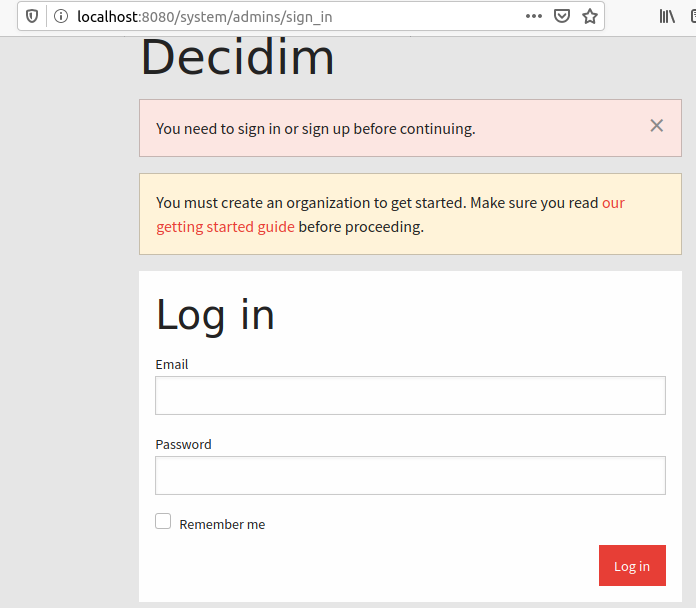 localhost:8080/system/admins/sign_in
Decidim
You need to sign in or sign up before continuing.
You must create an organization to get started. Make sure you read our
getting started guide before proceeding.
Log in
Email
Password
Remember me
Log in